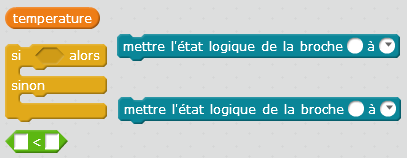 temperature
mettre l'état logique de la broche à
si alors
sinon
mettre l'état logique de la broche à
<